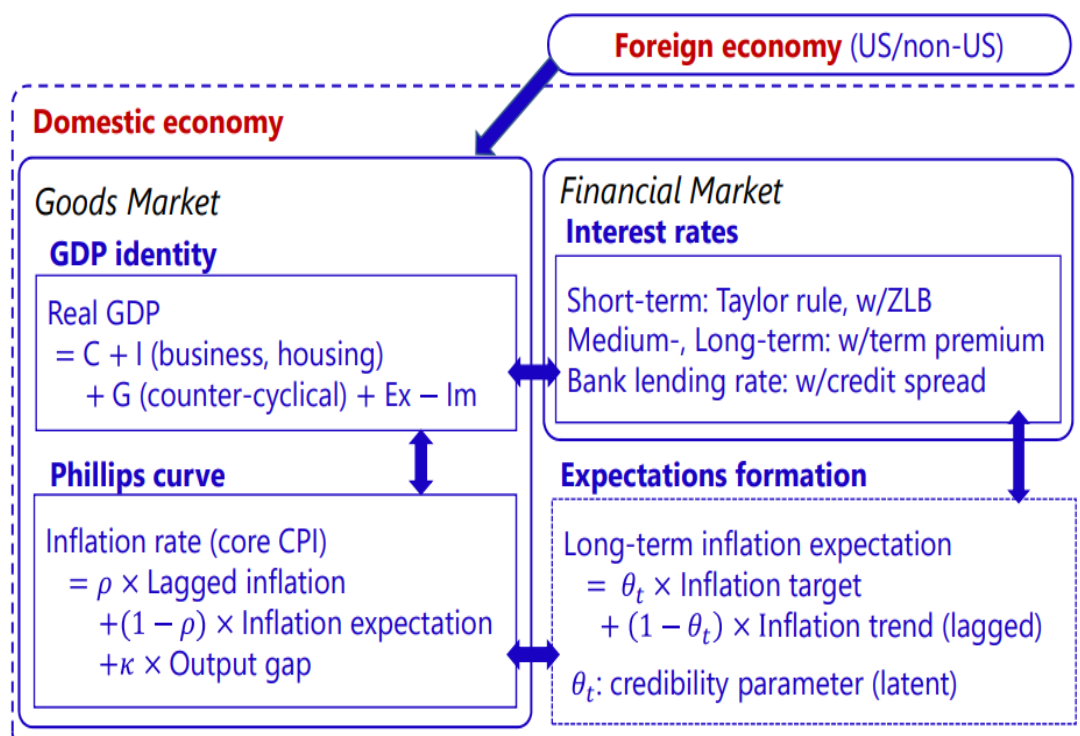 Foreign economy (US/non-US)
Domestic economy
Goods Market
GDP identity
Real GDP
= C + I (business, housing)
+ G (counter-cyclical) + Ex − Im
Phillips curve
Inflation rate (core CPI)
= ρ × Lagged inflation
+(1 − ρ) × Inflation expectation
+κ × Output gap
Financial Market
Interest rates
Short-term: Taylor rule, w/ZLB
Medium-, Long-term: w/term premium
Bank lending rate: w/credit spread
Expectations formation
Long-term inflation expectation
= θₜ × Inflation target
+ (1 − θₜ) × Inflation trend (lagged)
θₜ: credibility parameter (latent)